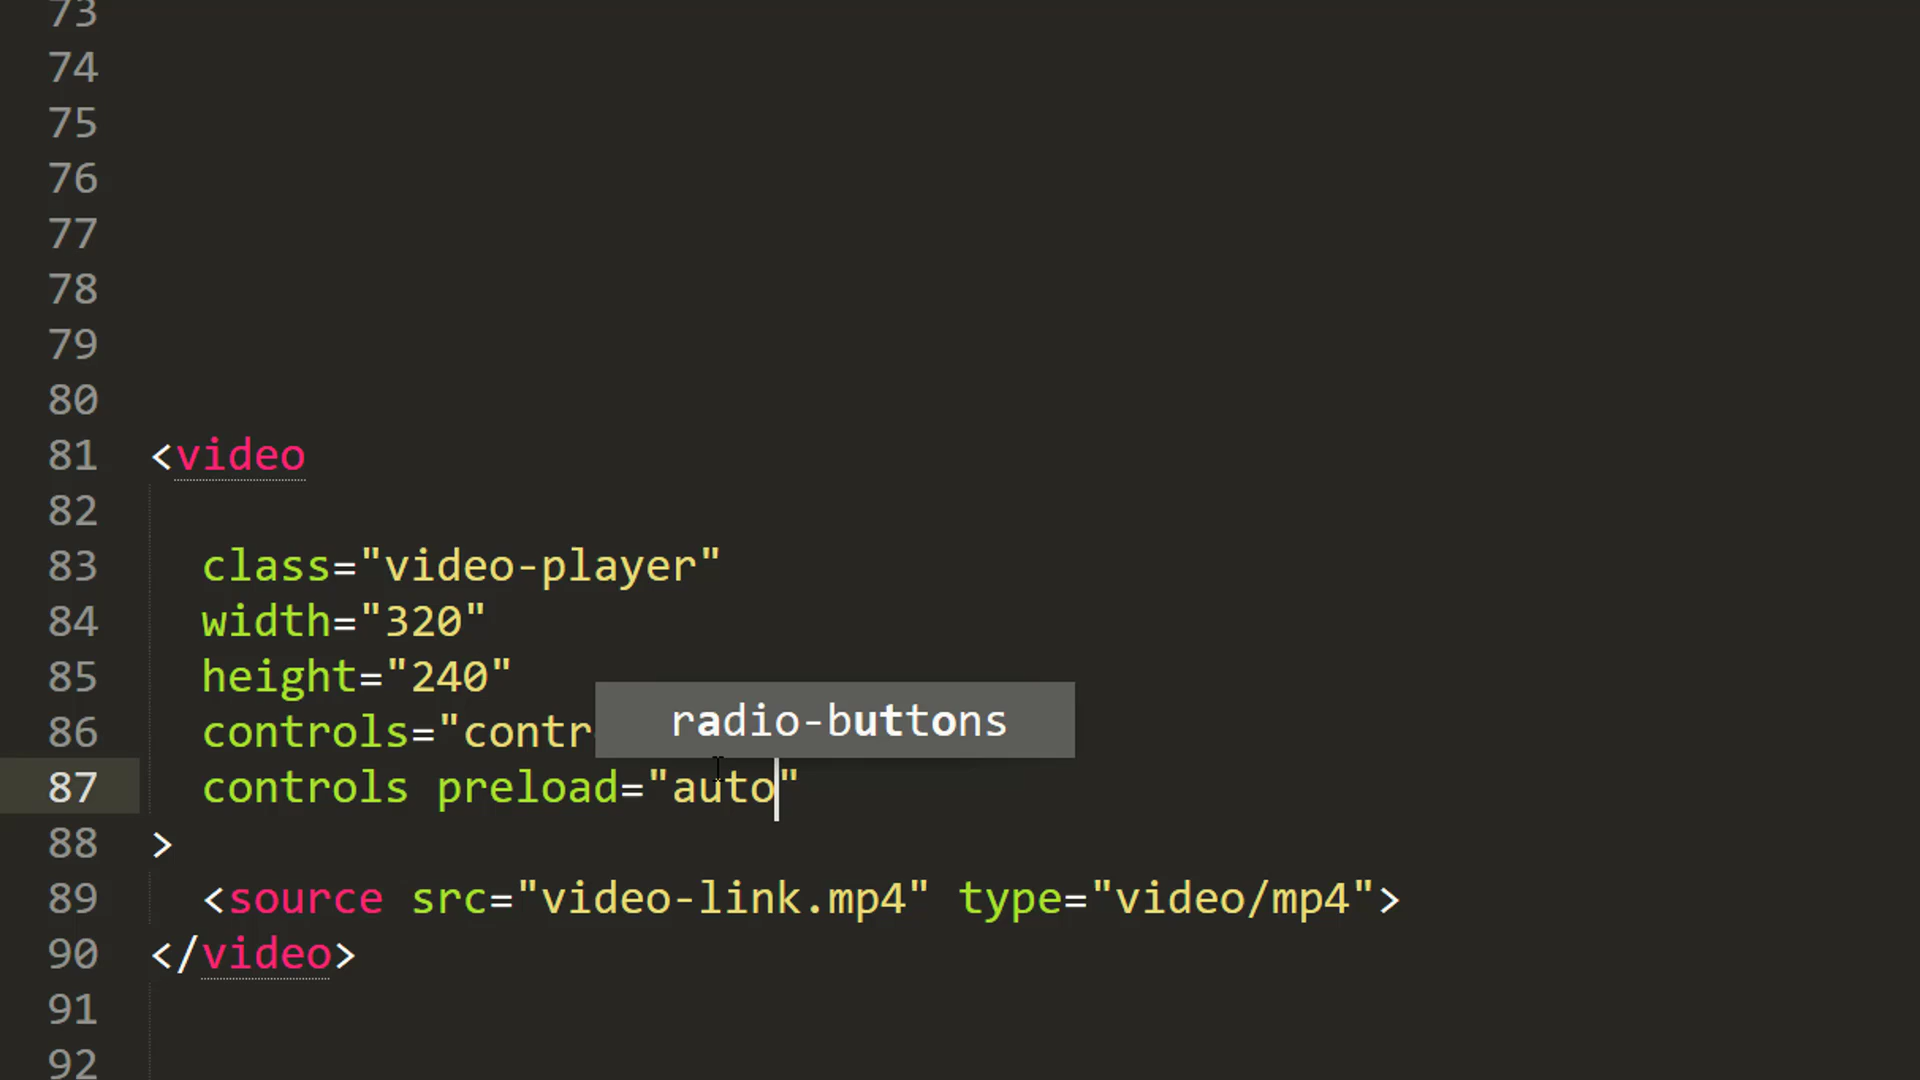 73
74
75
76
77
78
79
80
81 <video
82
83 class="video-player"
84 width="320"
85 height="240"
radio-buttons
86 controls="contr
87 controls preload="auto"
88 >
89 <source src="video-link.mp4" type="video/mp4">
90 </video>
91
92